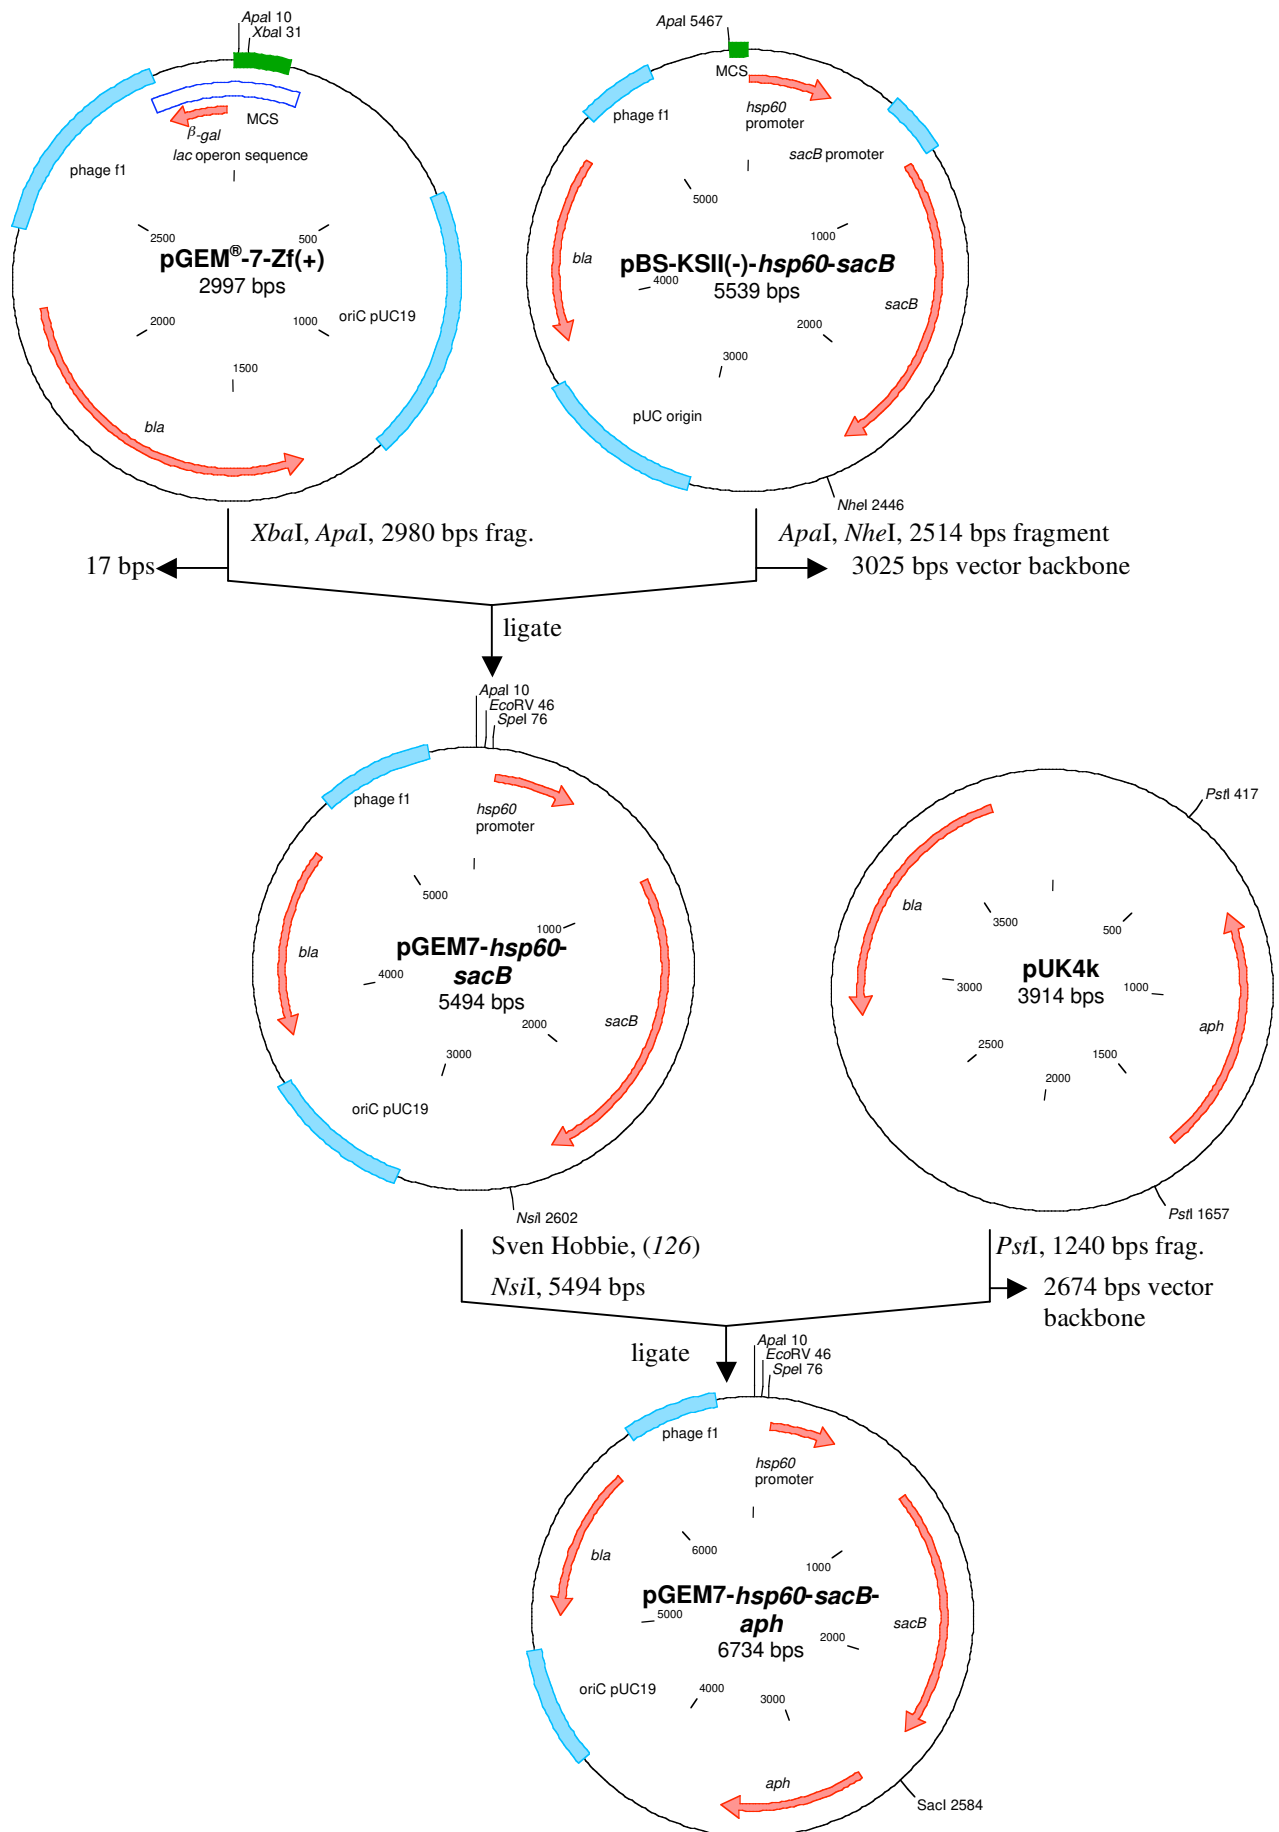 ApaI 10
XbaI 31
MCS
β-gal
lac operon sequence
phage f1
2500
500
pGEM®-7-Zf(+)
2997 bps
2000
1000
oriC pUC19
1500
bla
ApaI 5467
MCS
phage f1
hsp60
promoter
sacB promoter
5000
1000
bla
pBS-KSII(-)-hsp60-sacB
4000
5539 bps
sacB
2000
3000
pUC origin
NheI 2446
XbaI, ApaI, 2980 bps frag.
17 bps
ApaI, NheI, 2514 bps fragment
3025 bps vector backbone
ligate
ApaI 10
EcoRV 46
SpeI 76
phage f1
hsp60
promoter
5000
1000
bla
pGEM7-hsp60-
sacB
4000
5494 bps
2000
sacB
3000
oriC pUC19
NsiI 2602
PstI 417
bla
3500
500
pUK4k
3000
3914 bps
1000
aph
2500
1500
2000
PstI 1657
Sven Hobbie, (126)
NsiI, 5494 bps
PstI, 1240 bps frag.
2674 bps vector
backbone
ligate
ApaI 10
EcoRV 46
SpeI 76
phage f1
hsp60
promoter
6000
1000
bla
pGEM7-hsp60-sacB-
aph
5000
6734 bps
2000
sacB
oriC pUC19
4000
3000
aph
SacI 2584